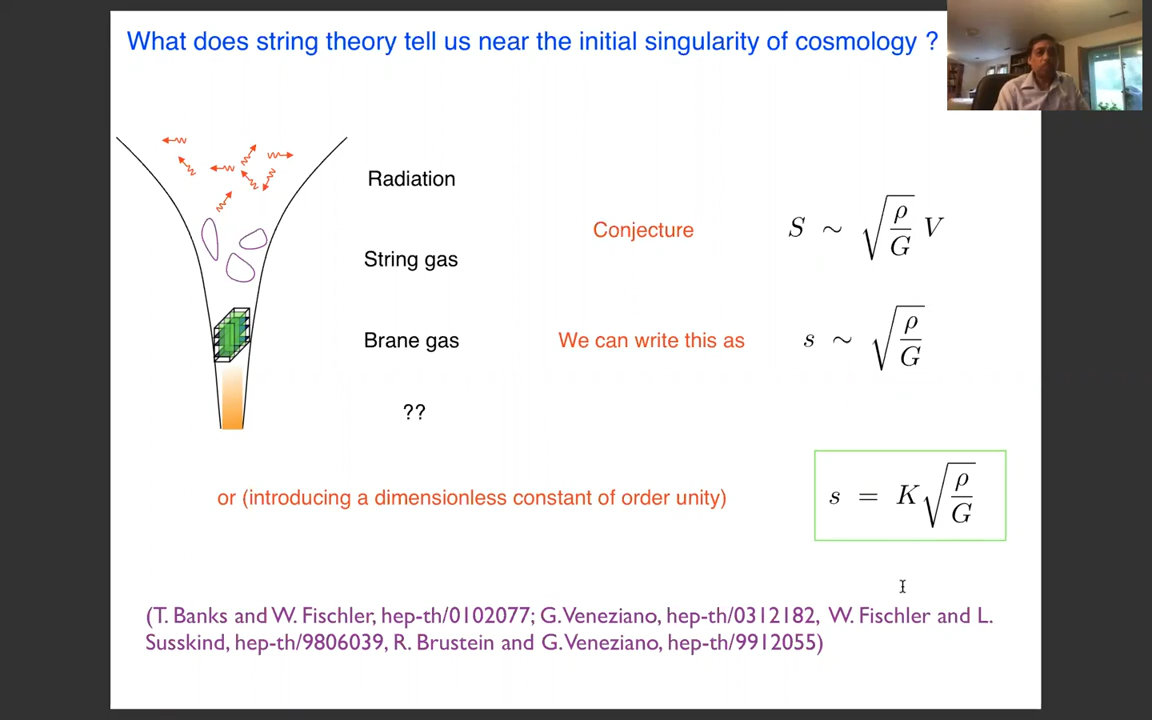 What does string theory tell us near the initial singularity of cosmology ?
Radiation
Conjecture S ∼ √(ρ/G) V
String gas
Brane gas We can write this as s ∼ √(ρ/G)
??
or (introducing a dimensionless constant of order unity) s = K√(ρ/G)
(T. Banks and W. Fischler, hep-th/0102077; G. Veneziano, hep-th/0312182, W. Fischler and L.
Susskind, hep-th/9806039, R. Brustein and G. Veneziano, hep-th/9912055)